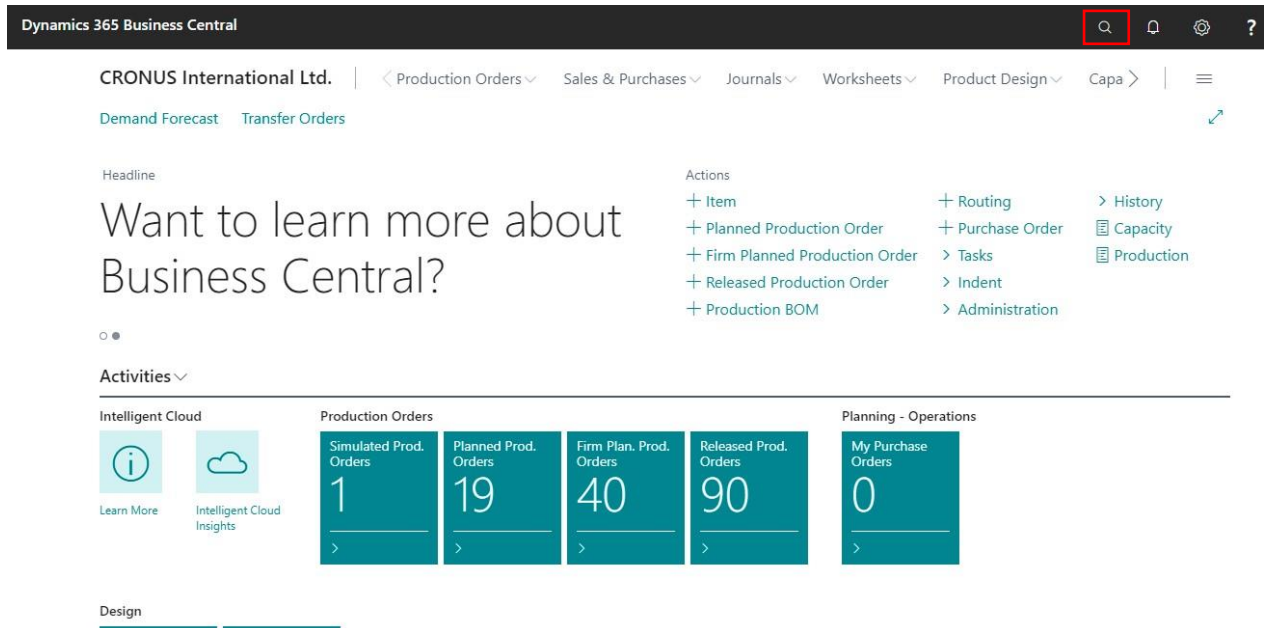 Dynamics 365 Business Central
?
CRONUS International Ltd.
Production Orders
Sales & Purchases
Journals
Worksheets
Product Design
Capa
Demand Forecast
Transfer Orders
Headline
Want to learn more about
Business Central?
Actions
+ Item
+ Planned Production Order
+ Firm Planned Production Order
+ Released Production Order
+ Production BOM
+ Routing
+ Purchase Order
> Tasks
> Indent
> Administration
> History
Capacity
Production
Activities
Intelligent Cloud
Learn More
Intelligent Cloud
Insights
Production Orders
Simulated Prod.
Orders
1
>
Planned Prod.
Orders
19
>
Firm Plan. Prod.
Orders
40
>
Released Prod.
Orders
90
>
Planning - Operations
My Purchase
Orders
0
>
Design